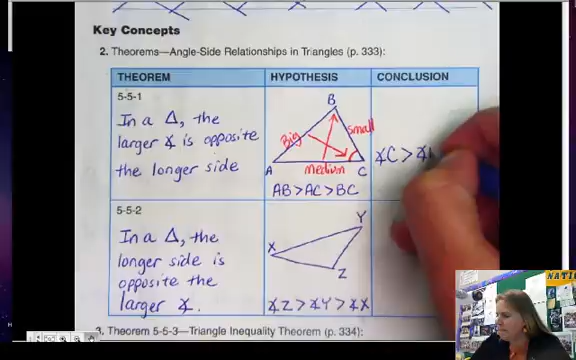 Key Concepts
2. Theorems—Angle-Side Relationships in Triangles (p. 333):
THEOREM HYPOTHESIS CONCLUSION
5-5-1
In a Δ, the
larger ∡ is opposite
the longer side
B
Big
small
A medium C
AB > AC > BC
∡C > ∡
5-5-2
In a Δ, the
longer side is
opposite the
larger ∡.
Y
X
Z
∡Z > ∡Y > ∡X
3. Theorem 5-5-3—Triangle Inequality Theorem (p. 334):